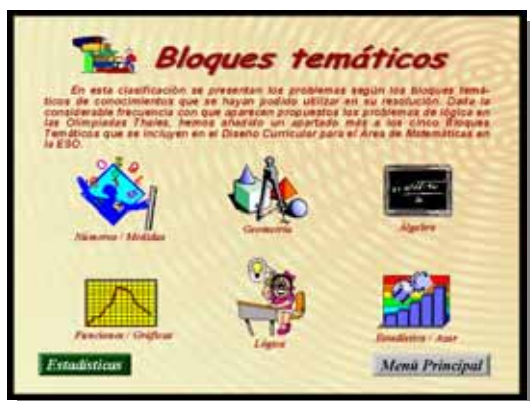 Bloques temáticos
En esta clasificación se presentan los problemas según los bloques temá-
ticos de conocimientos que se hayan podido utilizar en su resolución. Dada la
considerable frecuencia con que aparecen propuestos los problemas de lógica en
las Olimpiadas Thales, hemos añadido un apartado más a los cinco Bloques
Temáticos que se incluyen en el Diseño Curricular para el Área de Matemáticas en
la ESO.
Números / Medidas
Geometría
Álgebra
Funciones / Gráficas
Lógica
Estadística / Azar
Estadísticas
Menú Principal